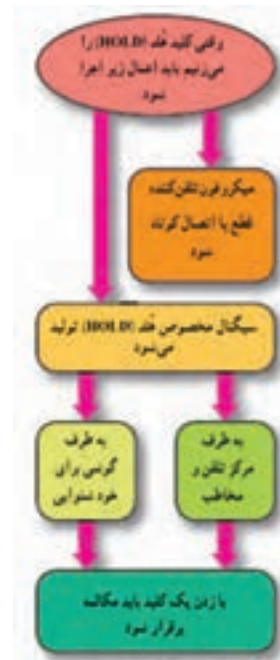 وقتی کلید هُلد (HOLD) را
می‌زنیم باید اعمال زیر اجرا
شود
میکروفون تلفن‌کننده
قطع یا اتصال کوتاه
شود
سیگنال مخصوص هُلد (HOLD) تولید
می‌شود
به طرف
مرکز تلفن و
مخاطب
به طرف
گوشی برای
خود شنوایی
با زدن یک کلید باید مکالمه
برقرار شود